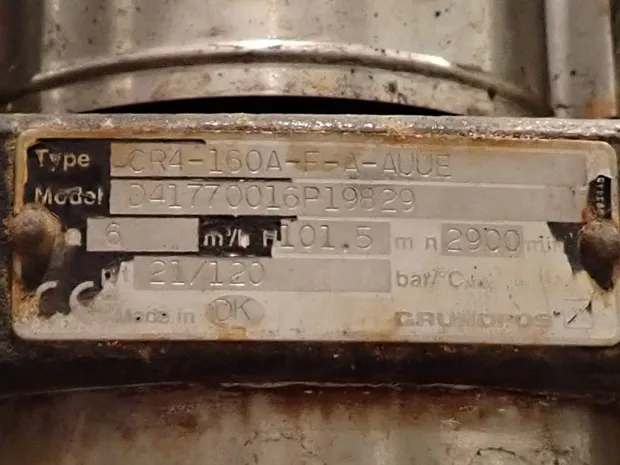 Type CR4-160A-F-A-AUUE
Model D41770016P19829
6 m³/h H 101.5 m n 2900 min
21/120 bar/°C
CE Made in DK GRUNDFOS